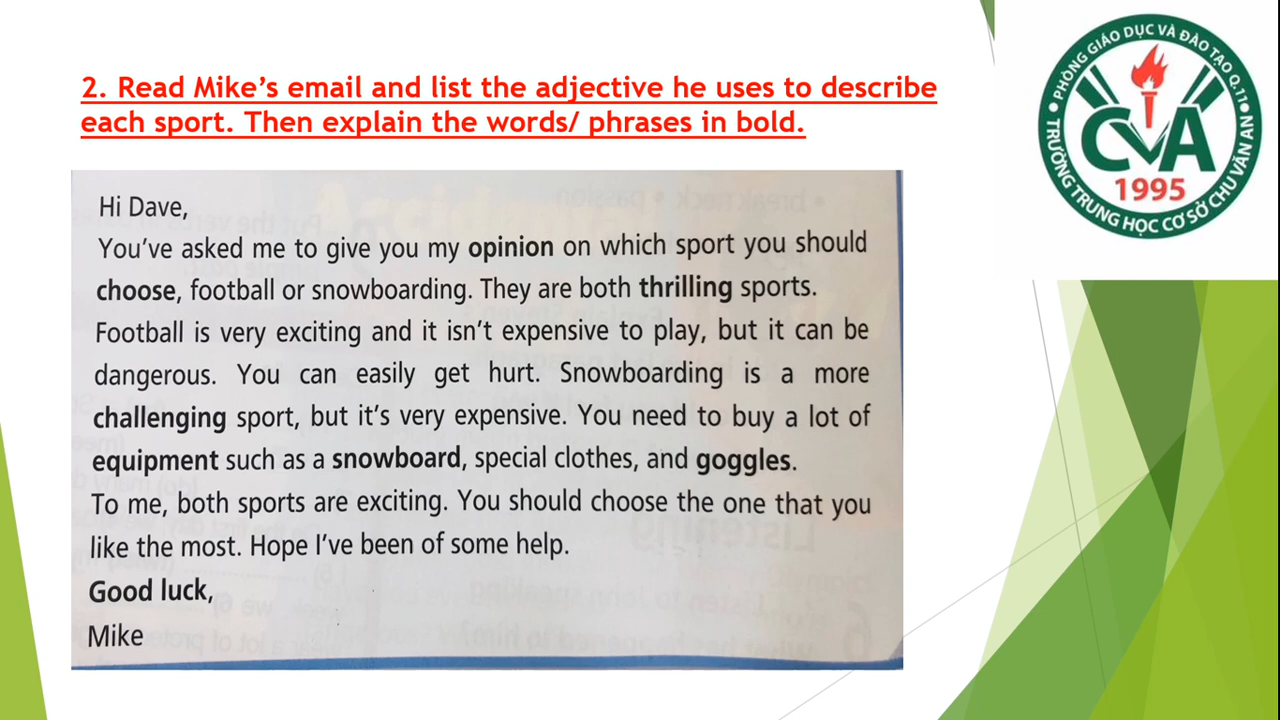 2. Read Mike's email and list the adjective he uses to describe
each sport. Then explain the words/ phrases in bold.
PHÒNG GIÁO DỤC VÀ ĐÀO TẠO Q.11
CVA
1995
TRƯỜNG TRUNG HỌC CƠ SỞ CHU VĂN AN
Hi Dave,
You've asked me to give you my opinion on which sport you should
choose, football or snowboarding. They are both thrilling sports.
Football is very exciting and it isn't expensive to play, but it can be
dangerous. You can easily get hurt. Snowboarding is a more
challenging sport, but it's very expensive. You need to buy a lot of
equipment such as a snowboard, special clothes, and goggles.
To me, both sports are exciting. You should choose the one that you
like the most. Hope I've been of some help.
Good luck,
Mike